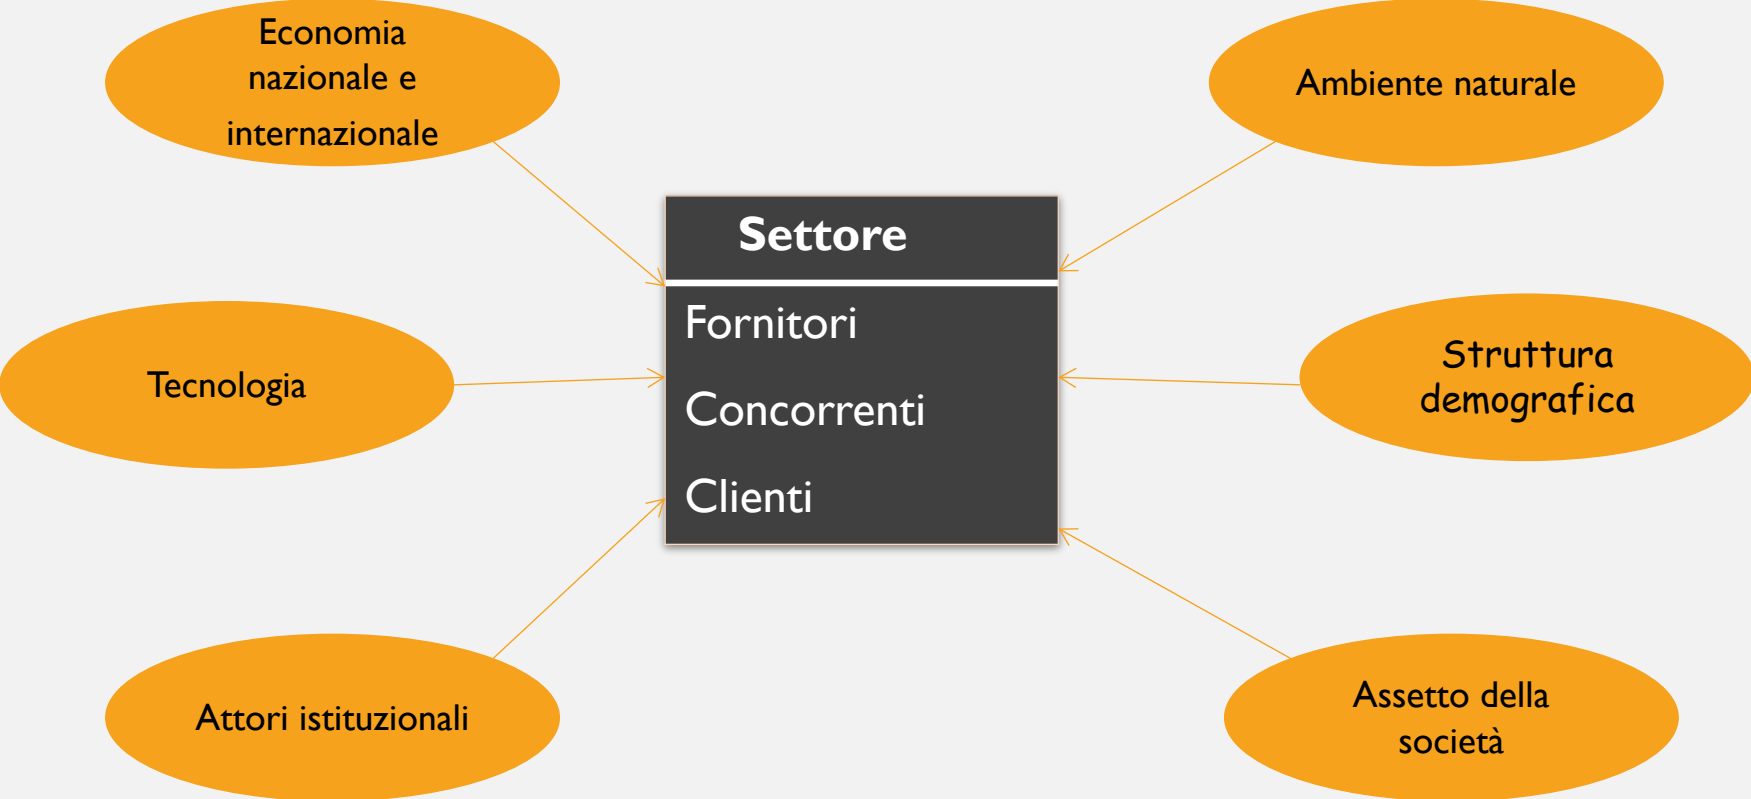 Economia
nazionale e
internazionale
Ambiente naturale
Settore
Fornitori
Concorrenti
Clienti
Tecnologia
Struttura
demografica
Attori istituzionali
Assetto della
società